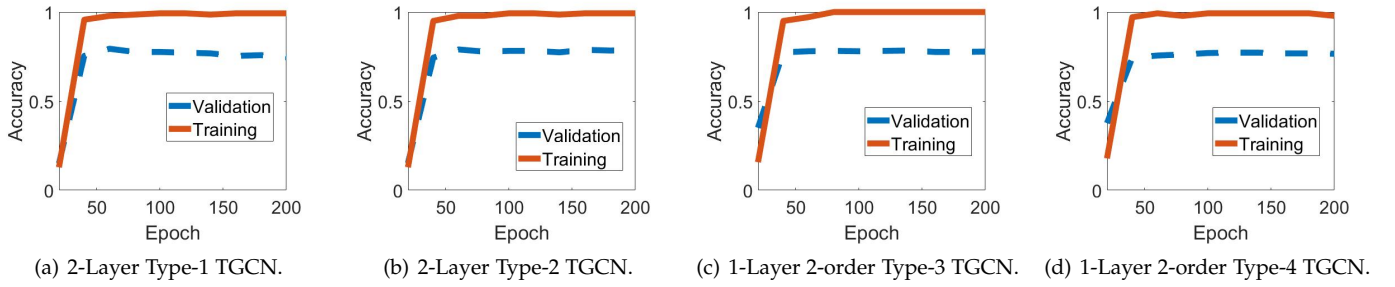 Accuracy
1
0.5
0
50 100 150 200
Epoch
Validation
Training
(a) 2-Layer Type-1 TGCN.
Accuracy
1
0.5
0
50 100 150 200
Epoch
Validation
Training
(b) 2-Layer Type-2 TGCN.
Accuracy
1
0.5
0
50 100 150 200
Epoch
Validation
Training
(c) 1-Layer 2-order Type-3 TGCN.
Accuracy
1
0.5
0
50 100 150 200
Epoch
Validation
Training
(d) 1-Layer 2-order Type-4 TGCN.